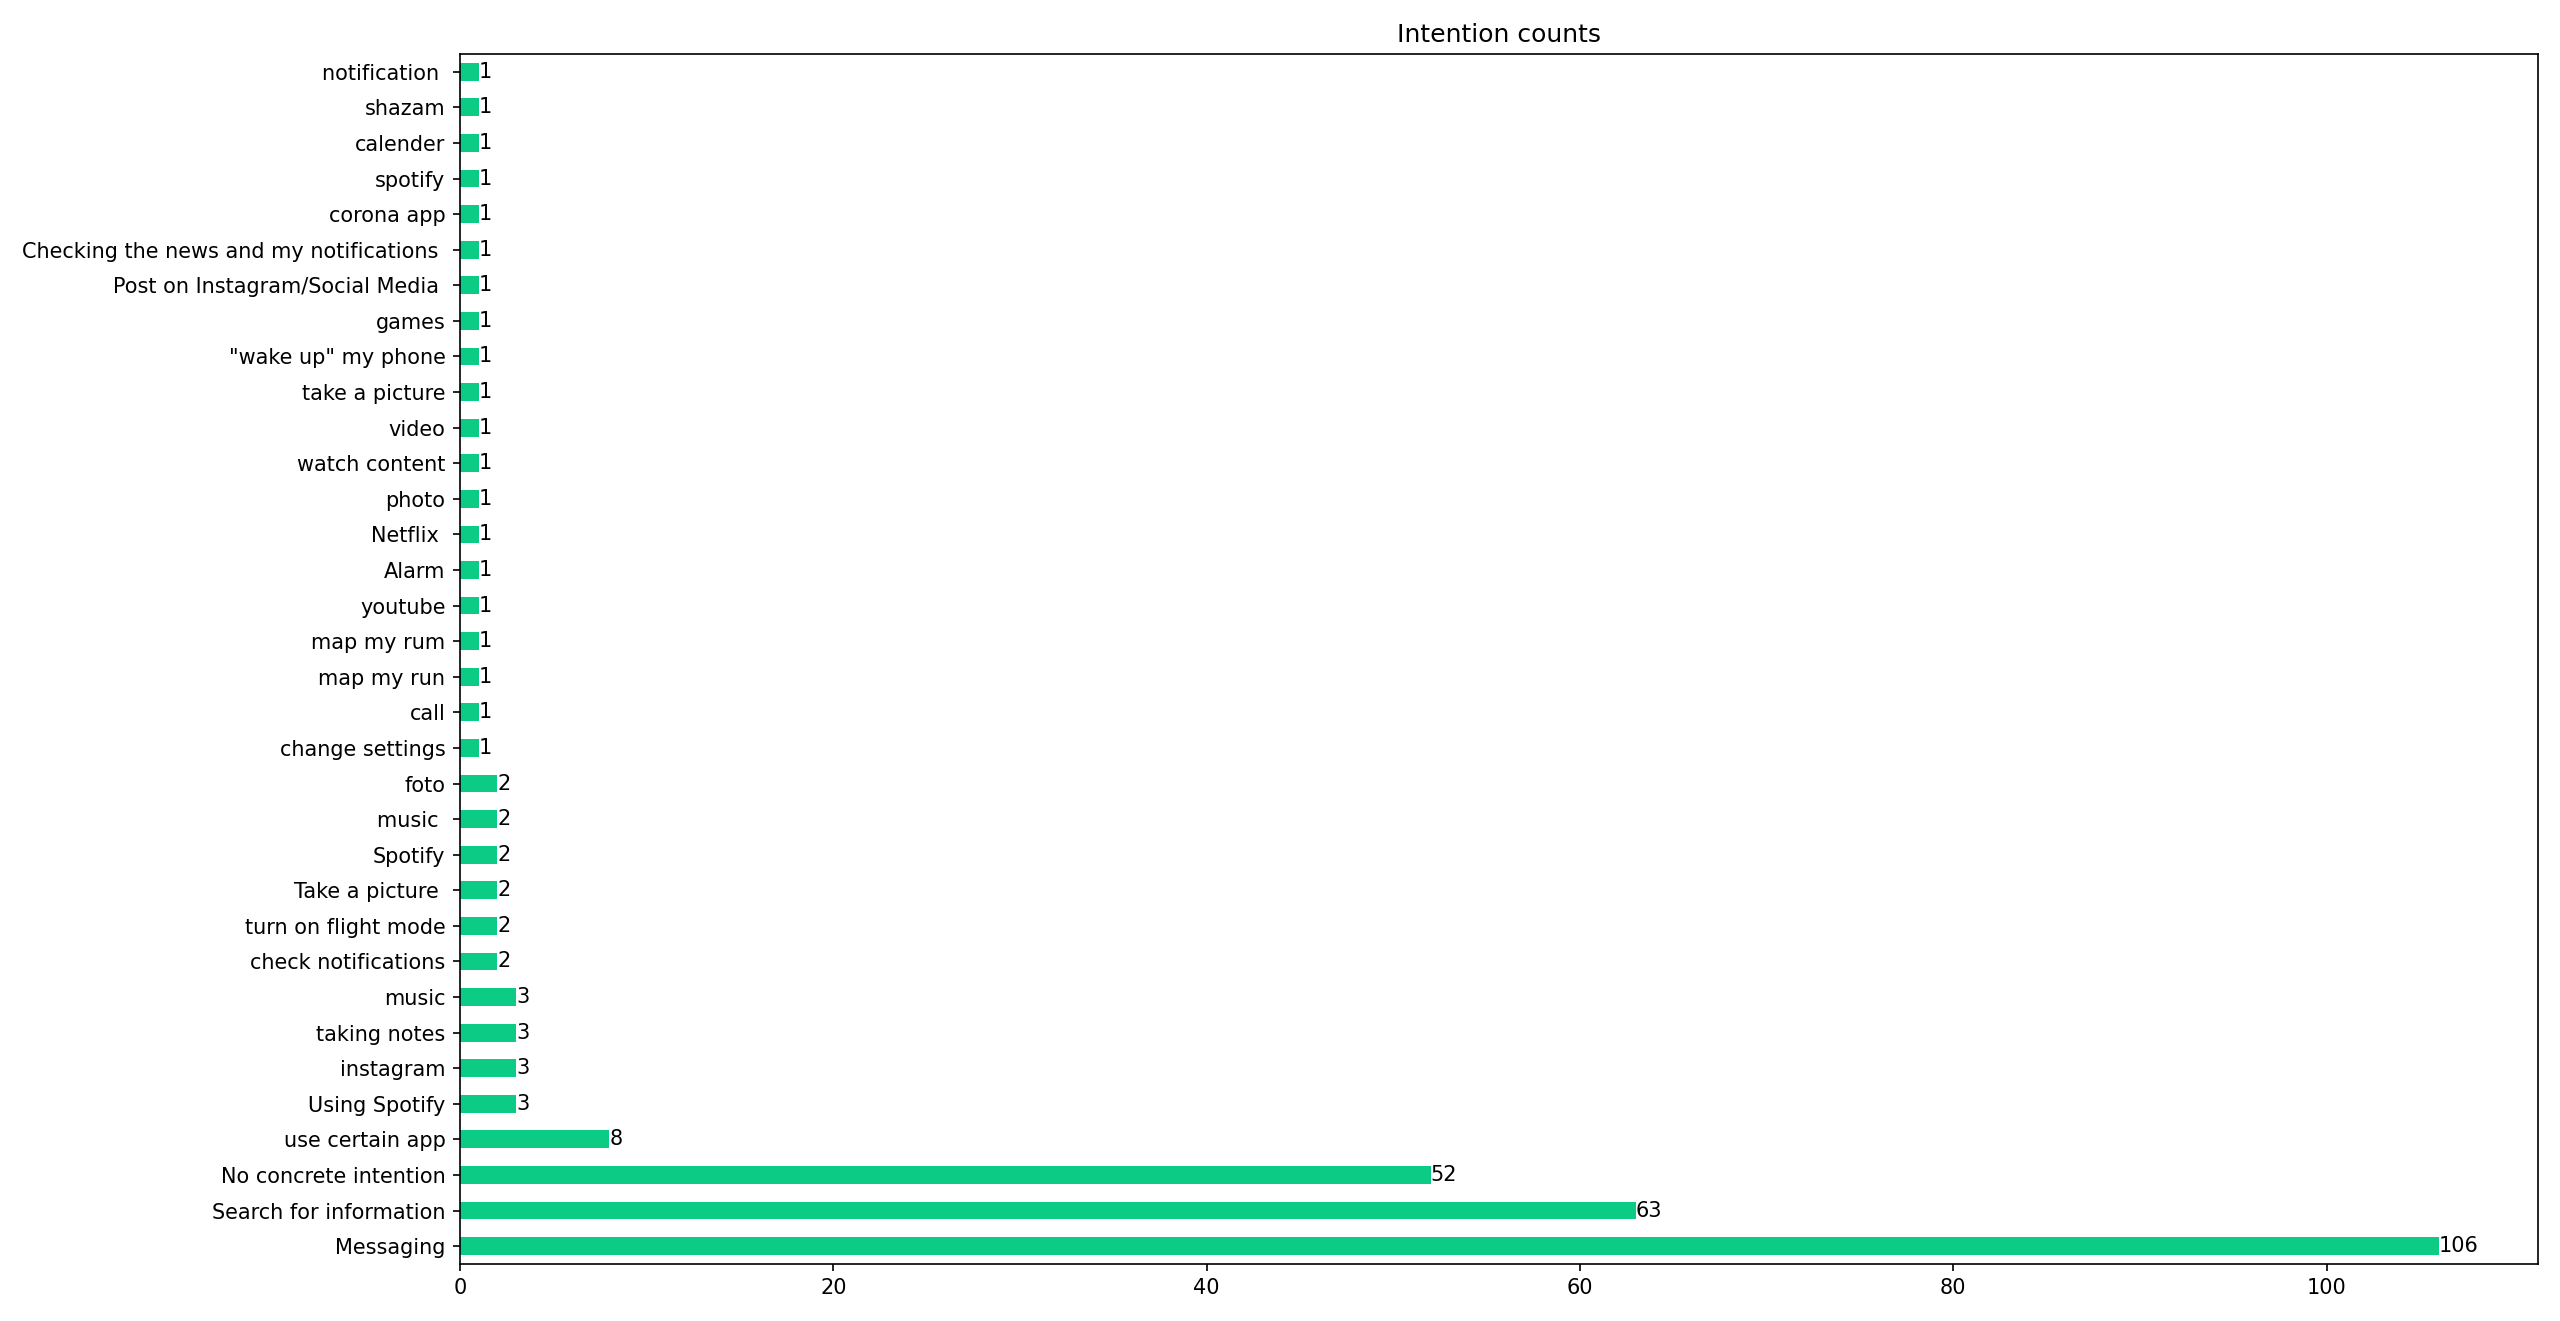 Intention counts
notification 1
shazam 1
calender 1
spotify 1
corona app 1
Checking the news and my notifications 1
Post on Instagram/Social Media 1
games 1
"wake up" my phone 1
take a picture 1
video 1
watch content 1
photo 1
Netflix 1
Alarm 1
youtube 1
map my rum 1
map my run 1
call 1
change settings 1
foto 2
music 2
Spotify 2
Take a picture 2
turn on flight mode 2
check notifications 2
music 3
taking notes 3
instagram 3
Using Spotify 3
use certain app 8
No concrete intention 52
Search for information 63
Messaging 106
0 20 40 60 80 100